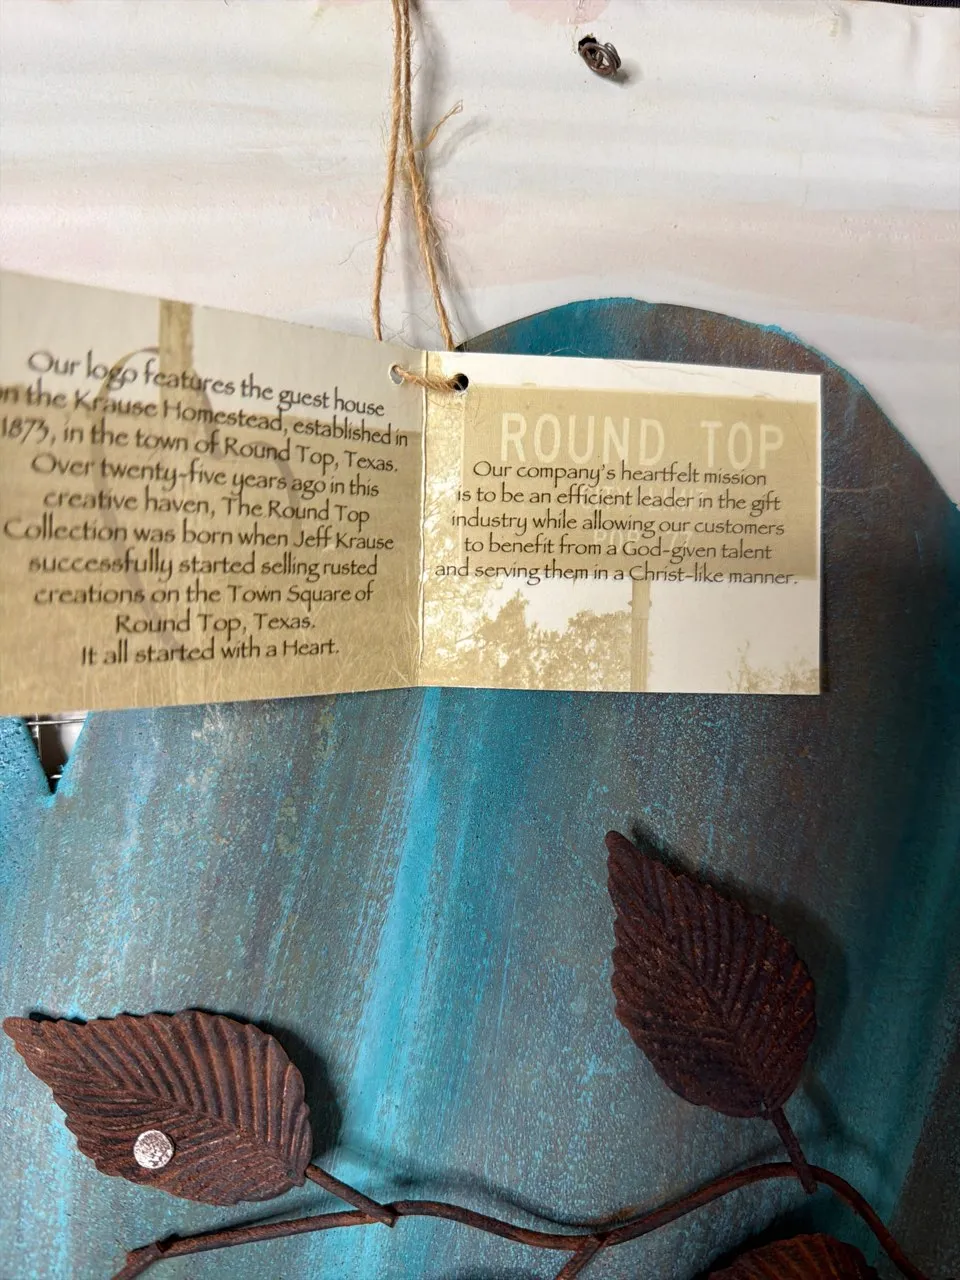 Our logo features the guest house
on the Krause Homestead, established in
1873, in the town of Round Top, Texas.
Over twenty-five years ago in this
creative haven, The Round Top
Collection was born when Jeff Krause
successfully started selling rusted
creations on the Town Square of
Round Top, Texas.
It all started with a Heart.
ROUND TOP
Our company's heartfelt mission
is to be an efficient leader in the gift
industry while allowing our customers
to benefit from a God-given talent
and serving them in a Christ-like manner.